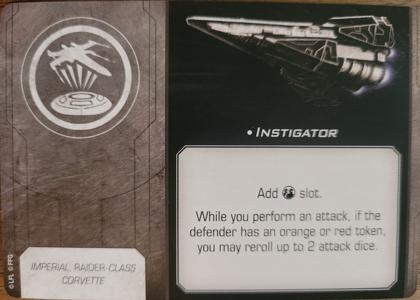 • INSTIGATOR
Add slot.
While you perform an attack, if the
defender has an orange or red token,
you may reroll up to 2 attack dice.
IMPERIAL. RAIDER-CLASS
CORVETTE
© LFL © FFG